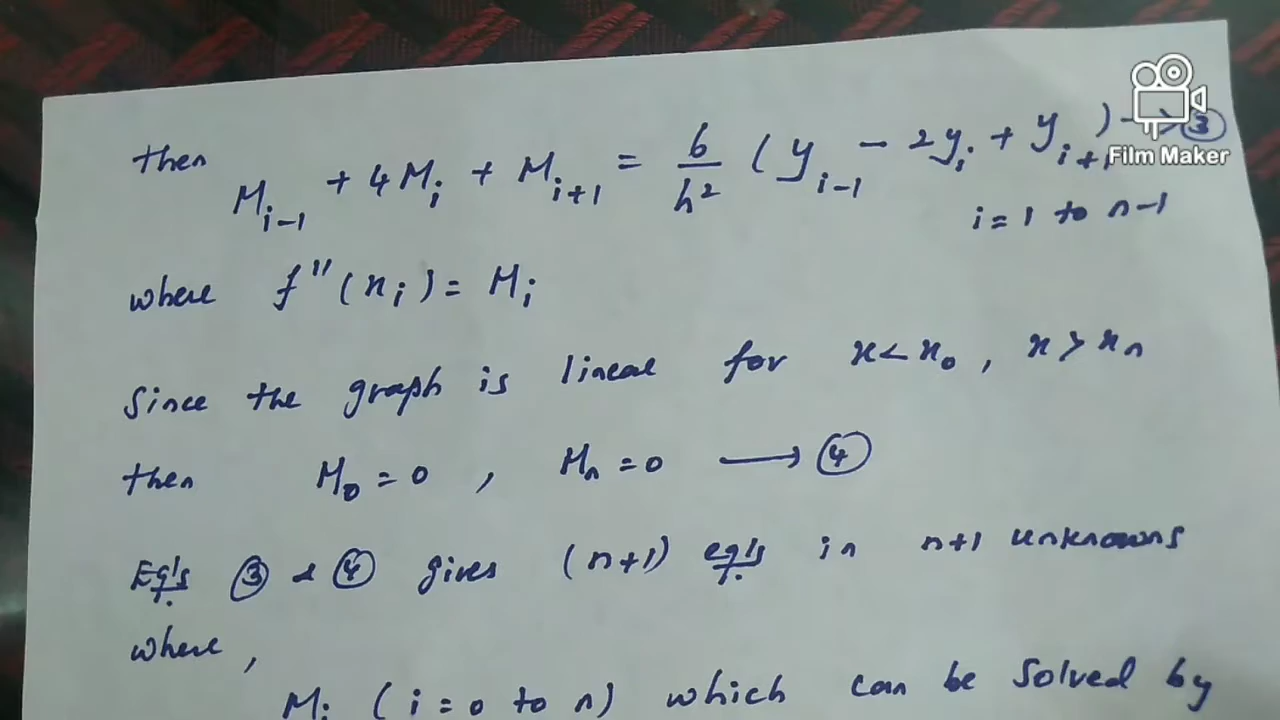 then M_{i-1} + 4M_i + M_{i+1} = 6/h² (y_{i-1} - 2y_i + y_{i+1}) → ③
i = 1 to n-1
where f''(x_i) = M_i
Since the graph is linear for x < x_0 , x > x_n
then M_0 = 0 , M_n = 0 → ④
Eq's ③ & ④ gives (n+1) eq's in n+1 unknowns
where ,
M_i (i = 0 to n) which can be solved by
Film Maker